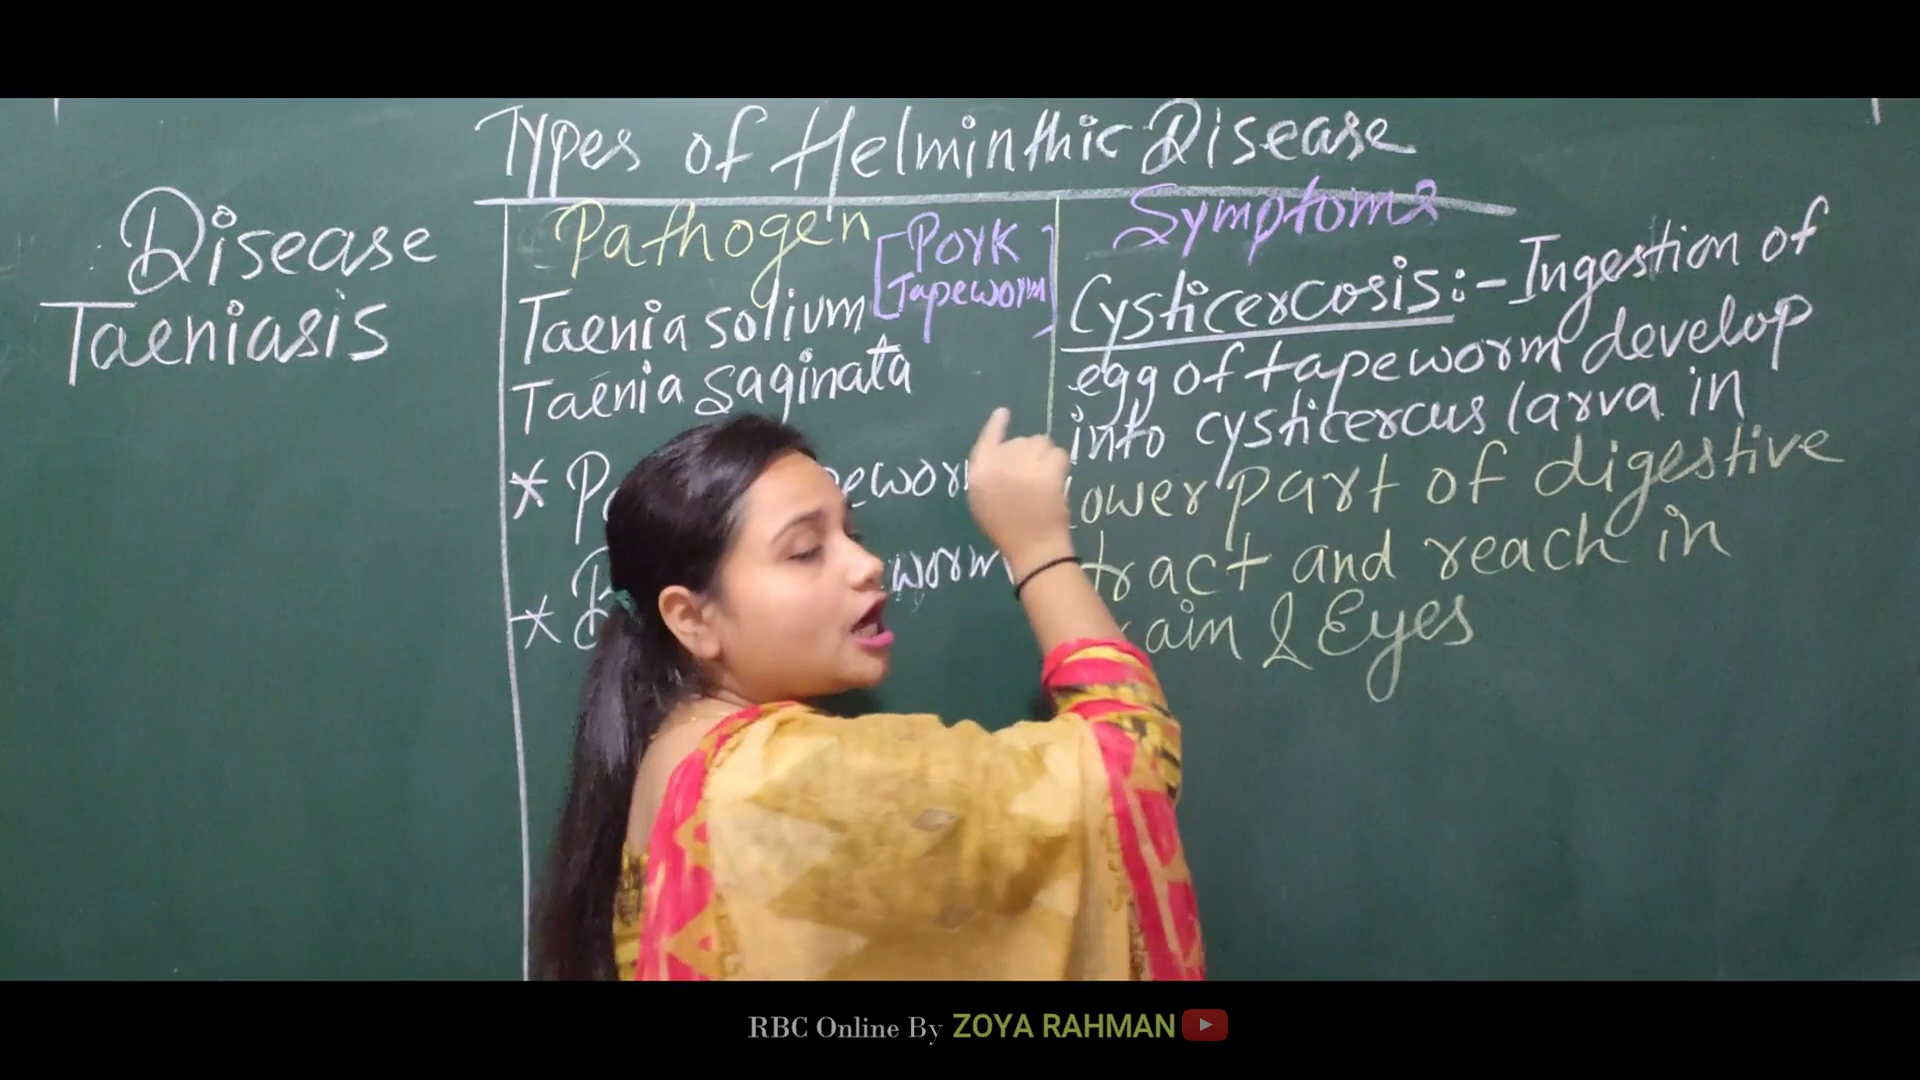 Types of Helminthic Disease
Disease
Taeniasis
Pathogen
[Pork
Tapeworm]
Taenia solium
Taenia saginata
*
*
Symptoms
Cysticercosis:- Ingestion of
egg of tapeworm develop
into cysticercus larva in
lower part of digestive
tract and reach in
& Eyes
RBC Online By ZOYA RAHMAN